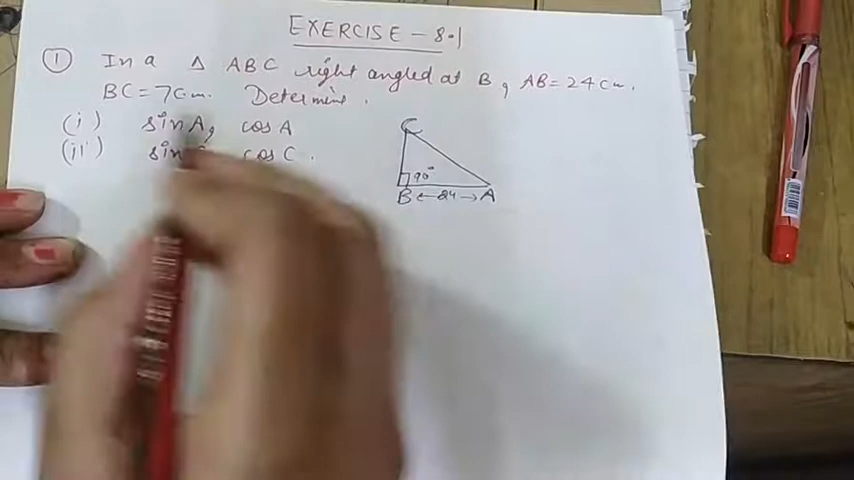 EXERCISE - 8.1
① In a Δ ABC right angled at B, AB = 24 cm.
BC = 7 cm. Determine.
(i) sin A, cos A
(ii) sin cos C.
C
90°
B ←24→ A